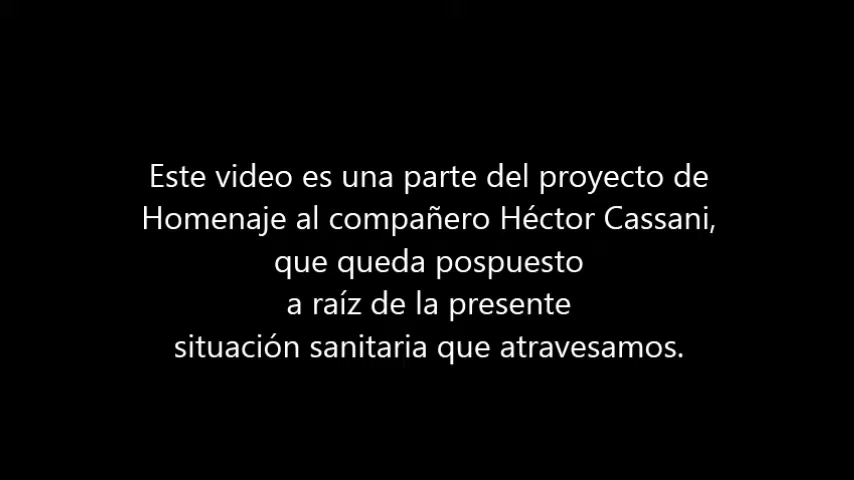 Este video es una parte del proyecto de
Homenaje al compañero Héctor Cassani,
que queda pospuesto
a raíz de la presente
situación sanitaria que atravesamos.